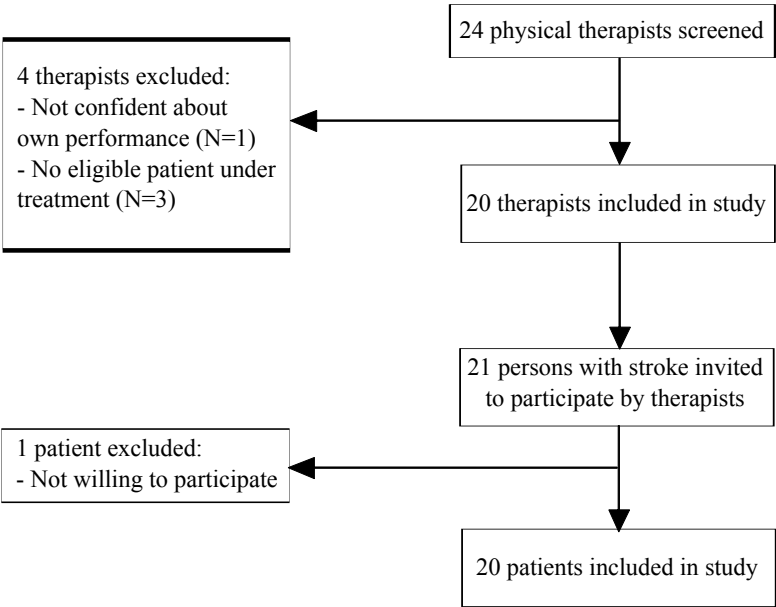 24 physical therapists screened
4 therapists excluded:
- Not confident about
own performance (N=1)
- No eligible patient under
treatment (N=3)
20 therapists included in study
21 persons with stroke invited
to participate by therapists
1 patient excluded:
- Not willing to participate
20 patients included in study